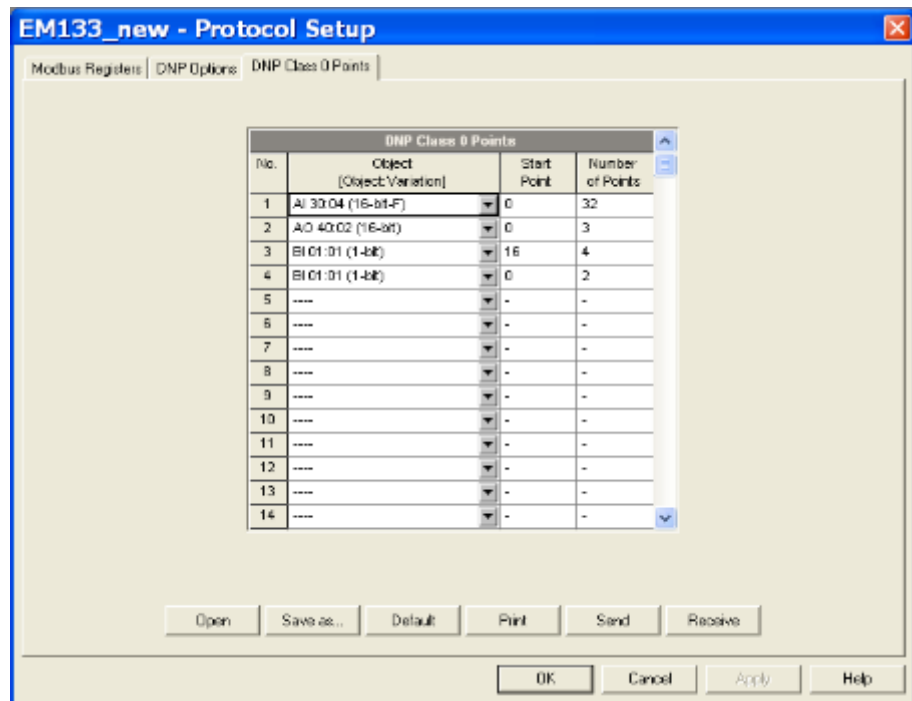 EM133_new - Protocol Setup
Modbus Registers DNP Options DNP Class 0 Points
DNP Class 0 Points
No. Object [Object:Variation] Start Point Number of Points
1 AI 30:04 (16-bit-F) 0 32
2 AO 40:02 (16-bit) 0 3
3 BI 01:01 (1-bit) 16 4
4 BI 01:01 (1-bit) 0 2
5 ---- - -
6 ---- - -
7 ---- - -
8 ---- - -
9 ---- - -
10 ---- - -
11 ---- - -
12 ---- - -
13 ---- - -
14 ---- - -
Open Save as... Default Print Send Receive
OK Cancel Apply Help